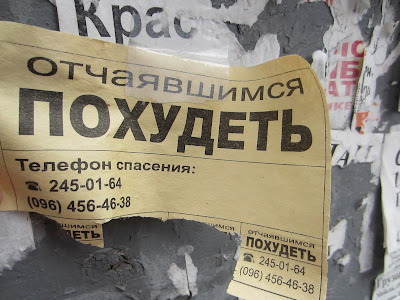 Крас
ОТЧАЯВШИМСЯ
ПОХУДЕТЬ
Телефон спасения:
☎ 245-01-64
(096) 456-46-38
ОТЧАЯВШИМСЯ
ПОХУДЕТЬ
☎ 245-01-64
(096) 456-46-38